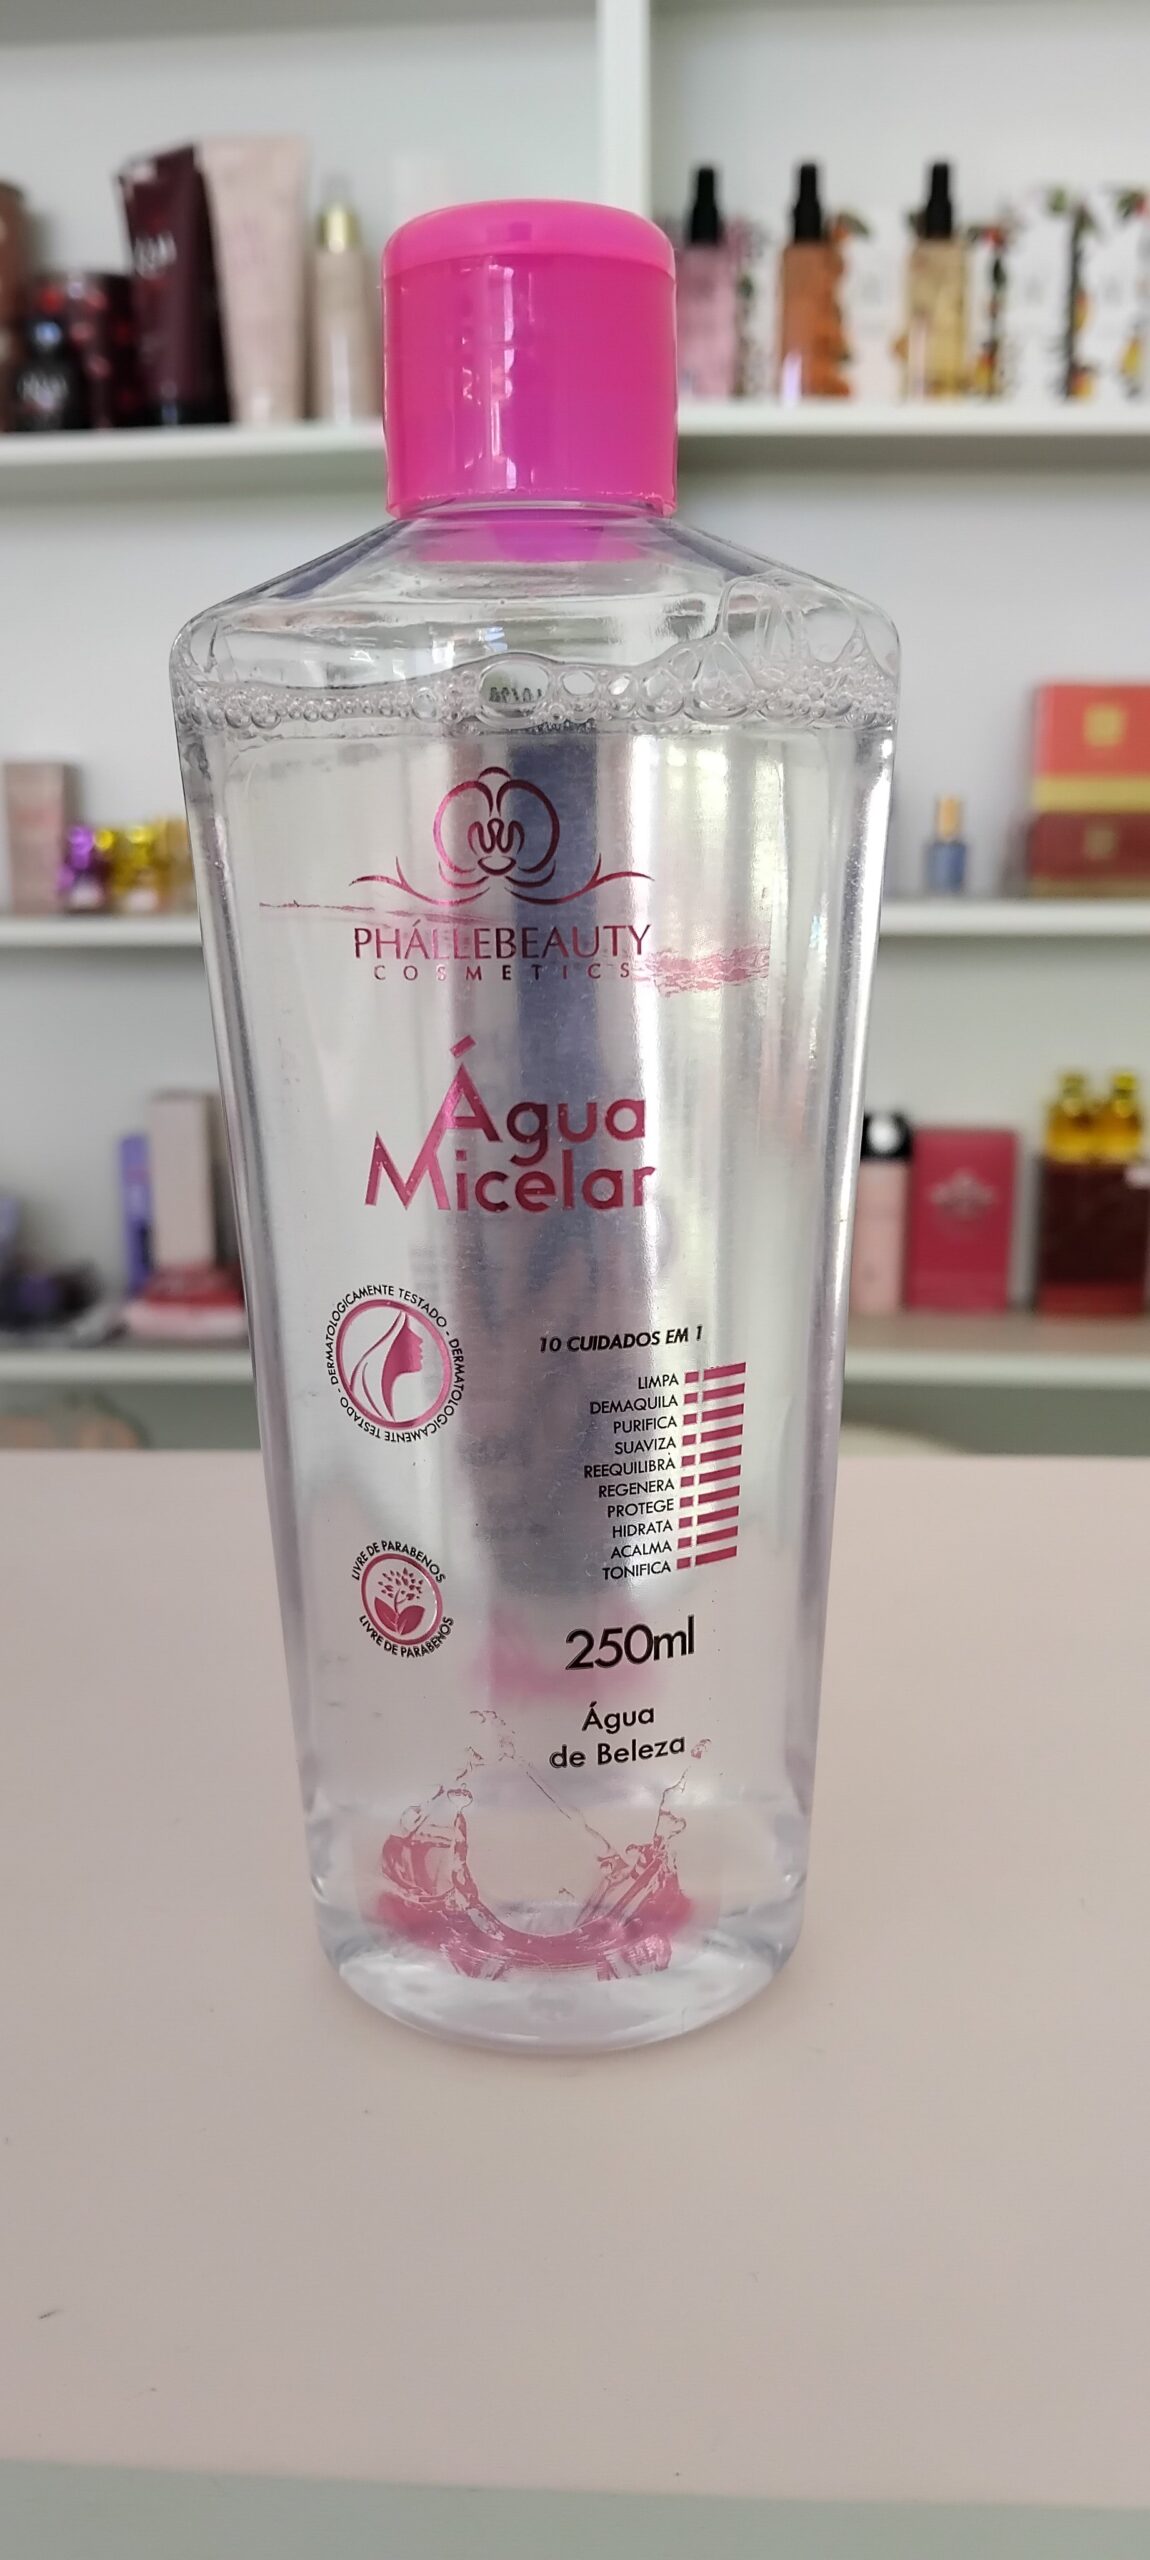 PHÁLLEBEAUTY
COSMETICS
Água
Micelar
DERMATOLOGICAMENTE TESTADO - DERMATOLOGICAMENTE TESTADO -
10 CUIDADOS EM 1
LIMPA
DEMAQUILA
PURIFICA
SUAVIZA
REEQUILIBRA
REGENERA
PROTEGE
HIDRATA
ACALMA
TONIFICA
LIVRE DE PARABENOS
LIVRE DE PARABENOS
250ml
Água
de Beleza